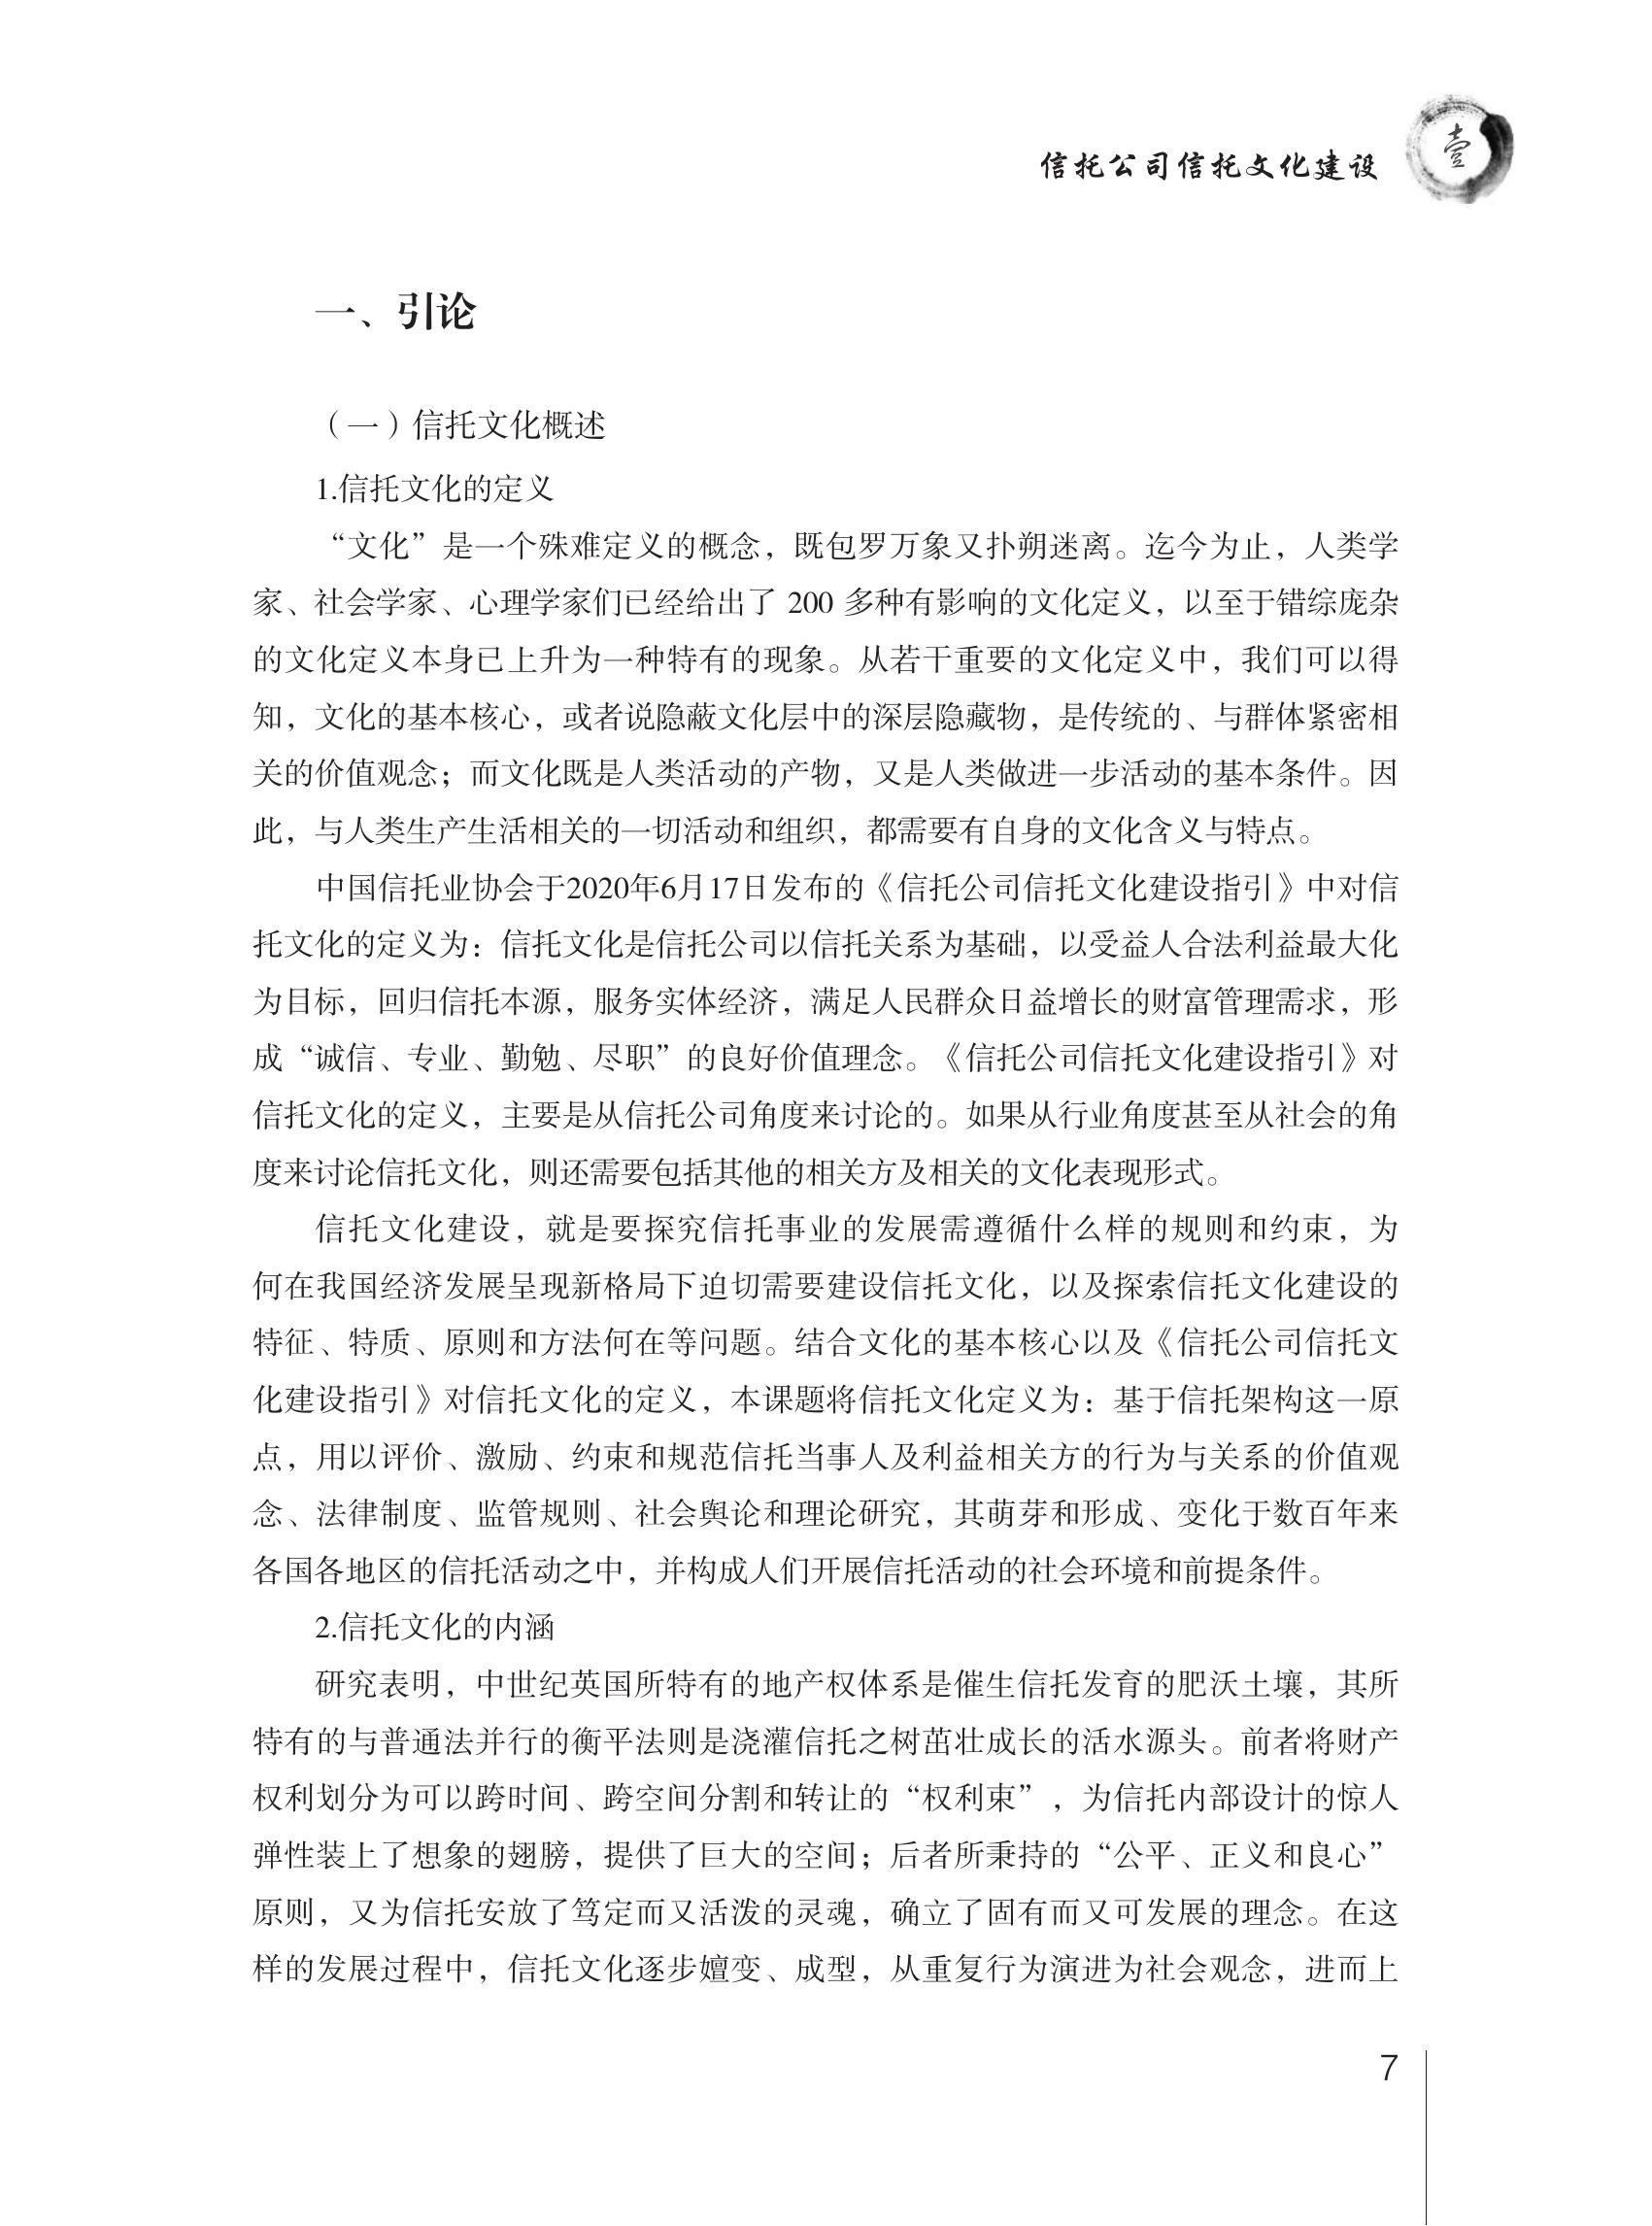 信托公司信托文化建设
壹
一、引论
（一）信托文化概述
1.信托文化的定义
“文化”是一个殊难定义的概念，既包罗万象又扑朔迷离。迄今为止，人类学
家、社会学家、心理学家们已经给出了 200 多种有影响的文化定义，以至于错综庞杂
的文化定义本身已上升为一种特有的现象。从若干重要的文化定义中，我们可以得
知，文化的基本核心，或者说隐蔽文化层中的深层隐藏物，是传统的、与群体紧密相
关的价值观念；而文化既是人类活动的产物，又是人类做进一步活动的基本条件。因
此，与人类生产生活相关的一切活动和组织，都需要有自身的文化含义与特点。
中国信托业协会于2020年6月17日发布的《信托公司信托文化建设指引》中对信
托文化的定义为：信托文化是信托公司以信托关系为基础，以受益人合法利益最大化
为目标，回归信托本源，服务实体经济，满足人民群众日益增长的财富管理需求，形
成“诚信、专业、勤勉、尽职”的良好价值理念。《信托公司信托文化建设指引》对
信托文化的定义，主要是从信托公司角度来讨论的。如果从行业角度甚至从社会的角
度来讨论信托文化，则还需要包括其他的相关方及相关的文化表现形式。
信托文化建设，就是要探究信托事业的发展需遵循什么样的规则和约束，为
何在我国经济发展呈现新格局下迫切需要建设信托文化，以及探索信托文化建设的
特征、特质、原则和方法何在等问题。结合文化的基本核心以及《信托公司信托文
化建设指引》对信托文化的定义，本课题将信托文化定义为：基于信托架构这一原
点，用以评价、激励、约束和规范信托当事人及利益相关方的行为与关系的价值观
念、法律制度、监管规则、社会舆论和理论研究，其萌芽和形成、变化于数百年来
各国各地区的信托活动之中，并构成人们开展信托活动的社会环境和前提条件。
2.信托文化的内涵
研究表明，中世纪英国所特有的地产权体系是催生信托发育的肥沃土壤，其所
特有的与普通法并行的衡平法则是浇灌信托之树茁壮成长的活水源头。前者将财产
权利划分为可以跨时间、跨空间分割和转让的“权利束”，为信托内部设计的惊人
弹性装上了想象的翅膀，提供了巨大的空间；后者所秉持的“公平、正义和良心”
原则，又为信托安放了笃定而又活泼的灵魂，确立了固有而又可发展的理念。在这
样的发展过程中，信托文化逐步嬗变、成型，从重复行为演进为社会观念，进而上
7